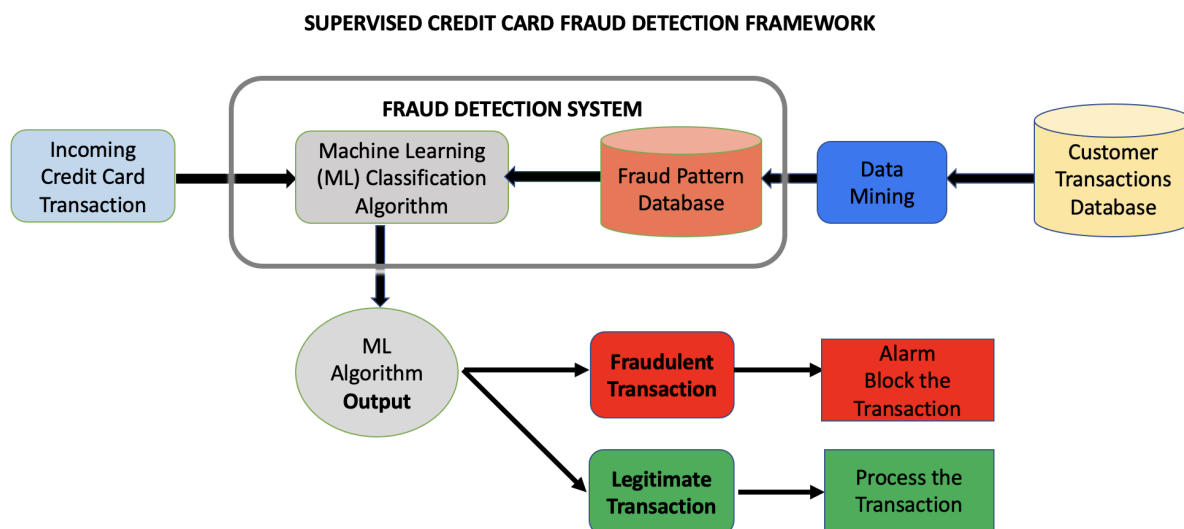 SUPERVISED CREDIT CARD FRAUD DETECTION FRAMEWORK
FRAUD DETECTION SYSTEM
Incoming
Credit Card
Transaction
Machine Learning
(ML) Classification
Algorithm
Fraud Pattern
Database
Data
Mining
Customer
Transactions
Database
ML
Algorithm
Output
Fraudulent
Transaction
Alarm
Block the
Transaction
Legitimate
Transaction
Process the
Transaction